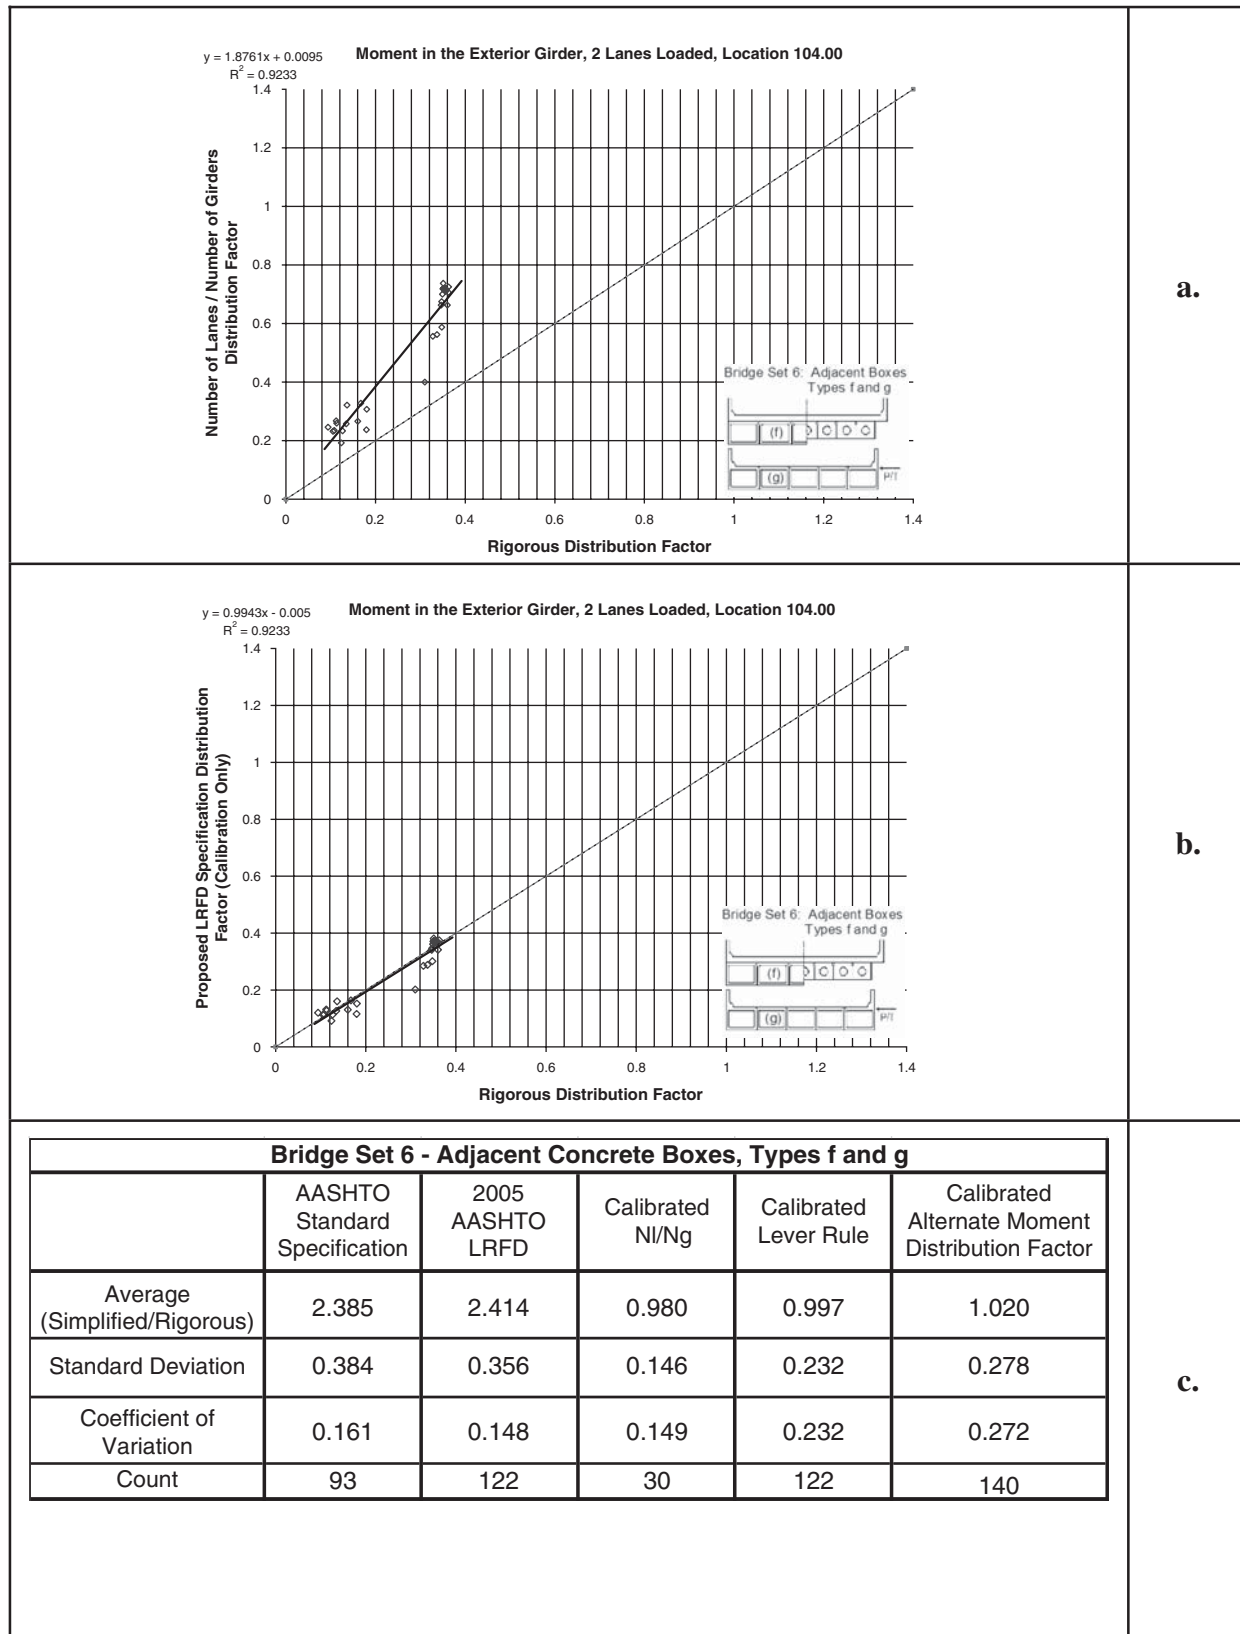 y = 1.8761x + 0.0095
R2 = 0.9233
Moment in the Exterior Girder, 2 Lanes Loaded, Location 104.00
Number of Lanes / Number of Girders
Distribution Factor
1.4
1.2
1
0.8
0.6
0.4
0.2
0
0 0.2 0.4 0.6 0.8 1 1.2 1.4
Rigorous Distribution Factor
Bridge Set 6: Adjacent Boxes
Types f and g
(f)
(g)
P/T
a.
y = 0.9943x - 0.005
R2 = 0.9233
Moment in the Exterior Girder, 2 Lanes Loaded, Location 104.00
Proposed LRFD Specification Distribution
Factor (Calibration Only)
1.4
1.2
1
0.8
0.6
0.4
0.2
0
0 0.2 0.4 0.6 0.8 1 1.2 1.4
Rigorous Distribution Factor
Bridge Set 6: Adjacent Boxes
Types f and g
(f)
(g)
P/T
b.
Bridge Set 6 - Adjacent Concrete Boxes, Types f and g
AASHTO
Standard
Specification
2005
AASHTO
LRFD
Calibrated
Nl/Ng
Calibrated
Lever Rule
Calibrated
Alternate Moment
Distribution Factor
Average
(Simplified/Rigorous)
2.385 2.414 0.980 0.997 1.020
Standard Deviation 0.384 0.356 0.146 0.232 0.278
Coefficient of
Variation
0.161 0.148 0.149 0.232 0.272
Count 93 122 30 122 140
c.